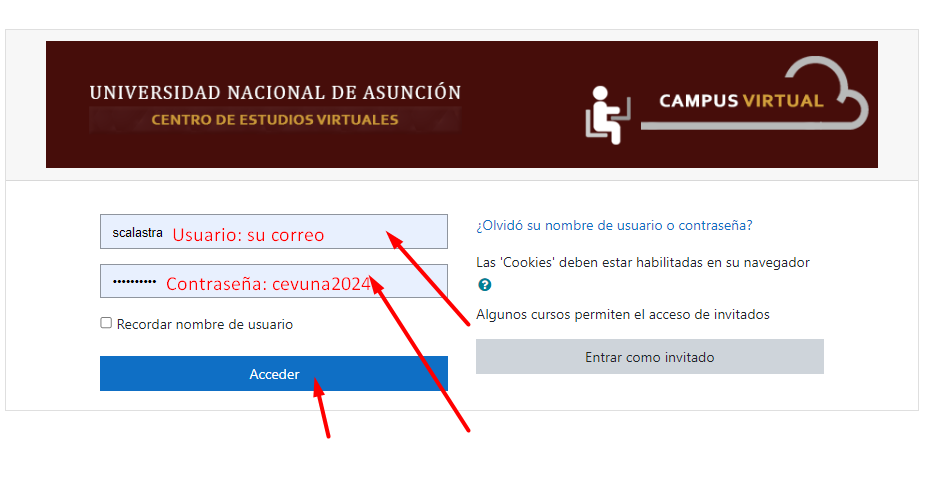 UNIVERSIDAD NACIONAL DE ASUNCIÓN
CENTRO DE ESTUDIOS VIRTUALES
CAMPUS VIRTUAL
scalastra Usuario: su correo
•••••••••• Contraseña: cevuna2024
Recordar nombre de usuario
Acceder
¿Olvidó su nombre de usuario o contraseña?
Las 'Cookies' deben estar habilitadas en su navegador
?
Algunos cursos permiten el acceso de invitados
Entrar como invitado